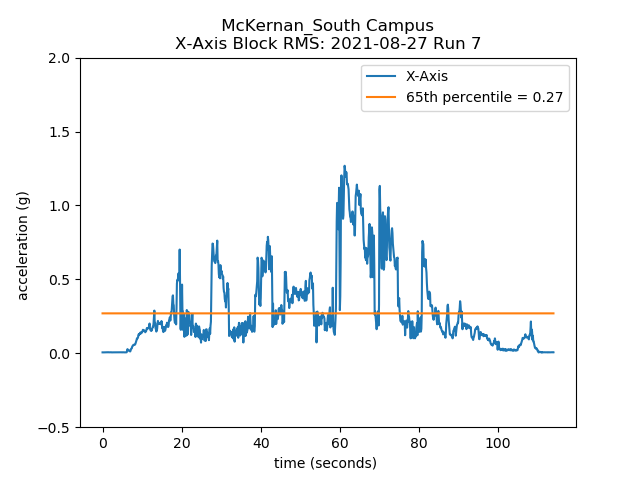 McKernan_South Campus
X-Axis Block RMS: 2021-08-27 Run 7
X-Axis
65th percentile = 0.27
2.0
1.5
1.0
0.5
0.0
−0.5
acceleration (g)
0 20 40 60 80 100
time (seconds)